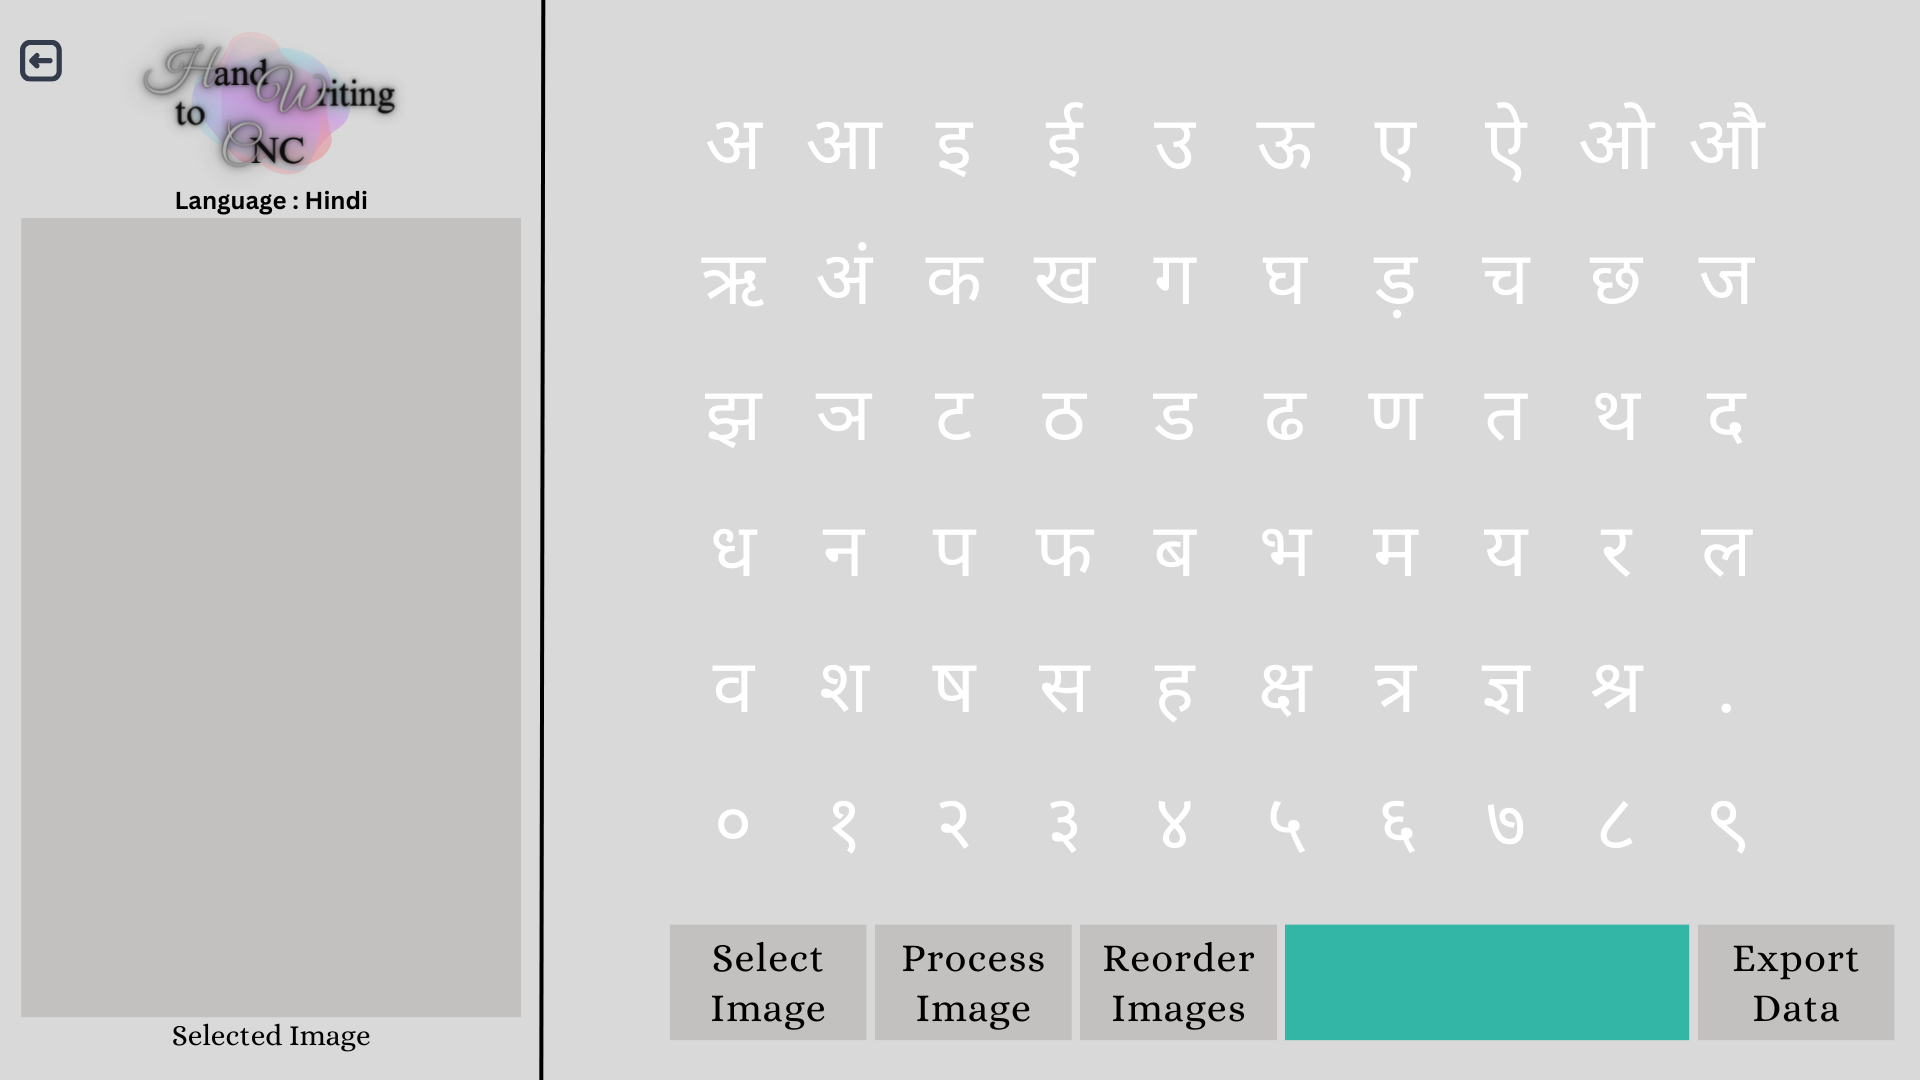 Hand Writing
to
CNC
Language : Hindi
Selected Image
अ आ इ ई उ ऊ ए ऐ ओ औ
ऋ अं क ख ग घ ड़ च छ ज
झ ञ ट ठ ड ढ ण त थ द
ध न प फ ब भ म य र ल
व श ष स ह क्ष त्र ज्ञ श्र .
० १ २ ३ ४ ५ ६ ७ ८ ९
Select
Image
Process
Image
Reorder
Images
Export
Data